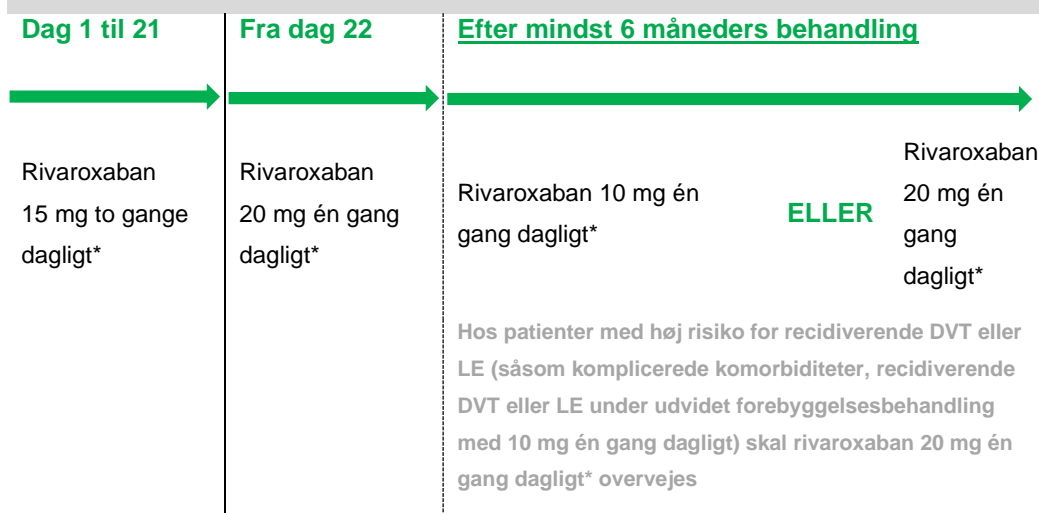 Dag 1 til 21
Fra dag 22
Efter mindst 6 måneders behandling
Rivaroxaban
15 mg to gange
dagligt*
Rivaroxaban
20 mg én gang
dagligt*
Rivaroxaban 10 mg én
gang dagligt*
ELLER
Rivaroxaban
20 mg én
gang
dagligt*
Hos patienter med høj risiko for recidiverende DVT eller
LE (såsom komplicerede komorbiditeter, recidiverende
DVT eller LE under udvidet forebyggelsesbehandling
med 10 mg én gang dagligt) skal rivaroxaban 20 mg én
gang dagligt* overvejes